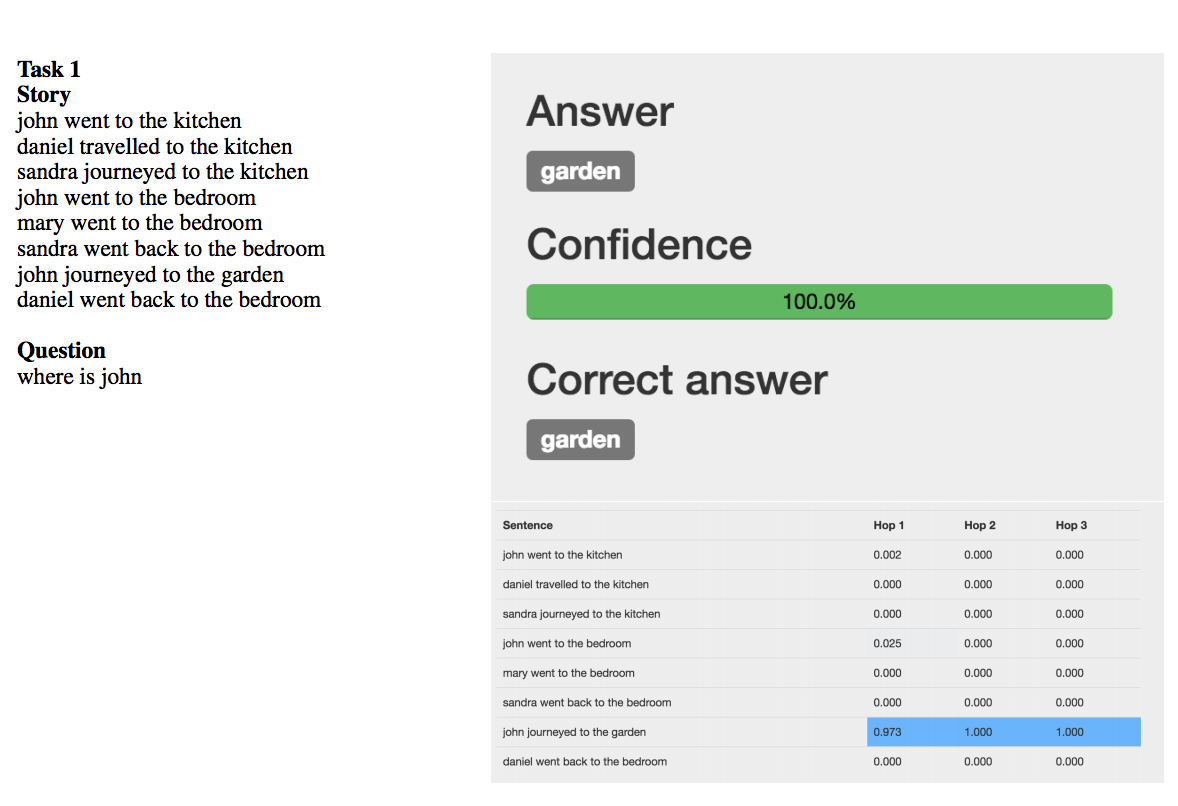 Task 1
Story
john went to the kitchen
daniel travelled to the kitchen
sandra journeyed to the kitchen
john went to the bedroom
mary went to the bedroom
sandra went back to the bedroom
john journeyed to the garden
daniel went back to the bedroom
Question
where is john
Answer
garden
Confidence
100.0%
Correct answer
garden
Sentence Hop 1 Hop 2 Hop 3
john went to the kitchen 0.002 0.000 0.000
daniel travelled to the kitchen 0.000 0.000 0.000
sandra journeyed to the kitchen 0.000 0.000 0.000
john went to the bedroom 0.025 0.000 0.000
mary went to the bedroom 0.000 0.000 0.000
sandra went back to the bedroom 0.000 0.000 0.000
john journeyed to the garden 0.973 1.000 1.000
daniel went back to the bedroom 0.000 0.000 0.000